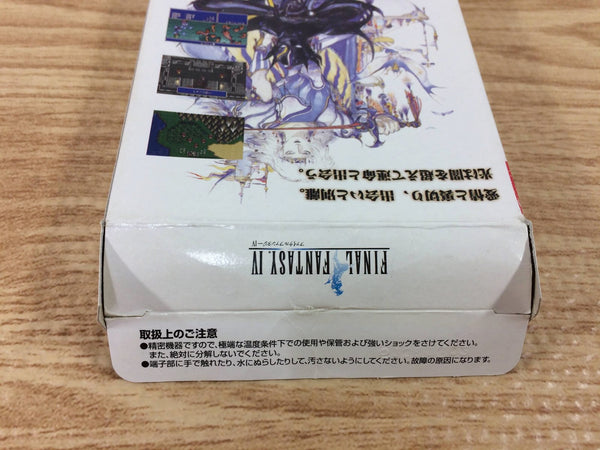 愛情と裏切り、出会いと別離。
光は闇を超えて運命と出会う。
FINAL FANTASY IV
ファイナルファンタジーIV
取扱上のご注意
●精密機器ですので、極端な温度条件下での使用や保管および強いショックをさけてください。
また、絶対に分解しないでください。
●端子部に手で触れたり、水にぬらしたりして、汚さないようにしてください。故障の原因になります。